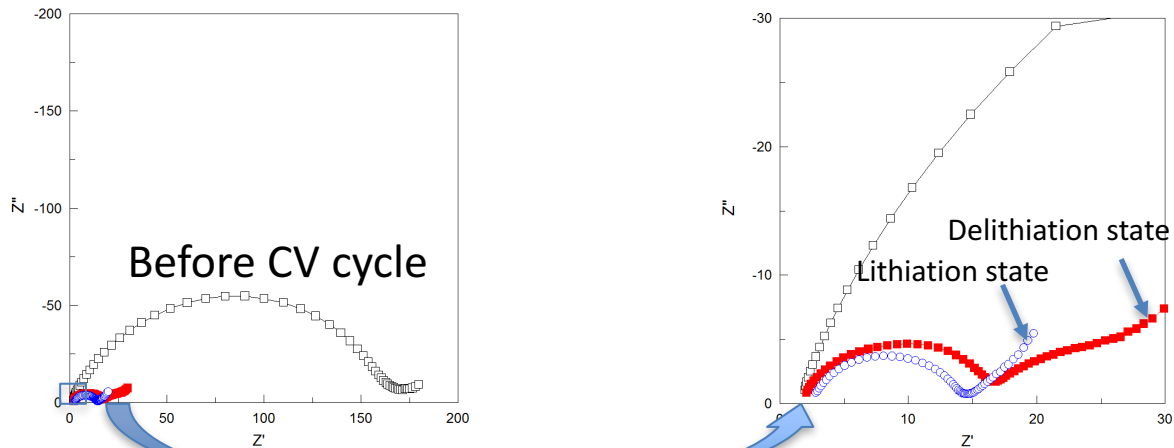 -200
-150
Z"
-100
Before CV cycle
-50
0
0
50
100
150
200
Z'
-30
-20
Z"
Delithiation state
Lithiation state
-10
0
0
10
20
30
Z'